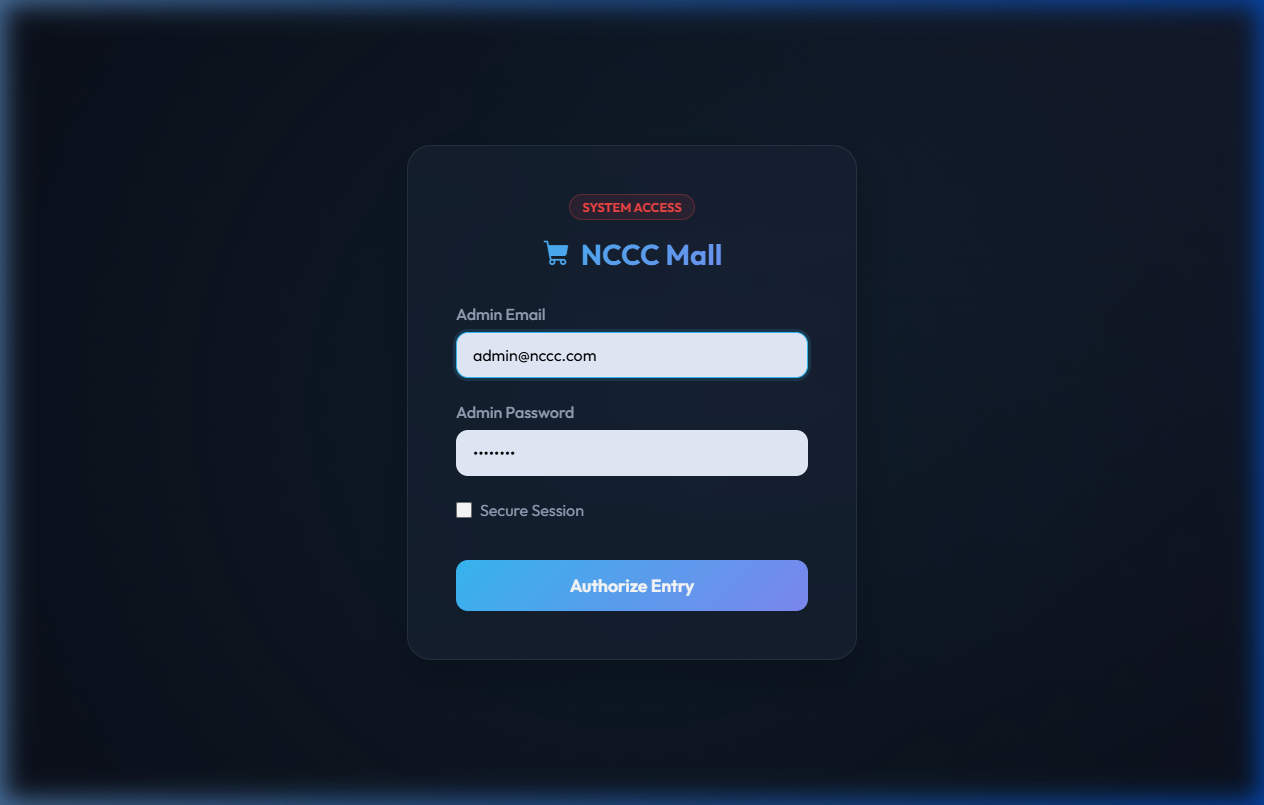 SYSTEM ACCESS
NCCC Mall
Admin Email
admin@nccc.com
Admin Password
••••••••
Secure Session
Authorize Entry